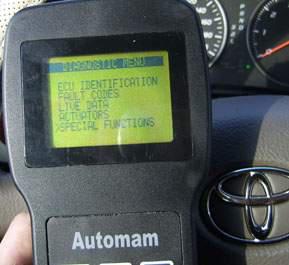 DIAGNOSTIC MENU
ECU IDENTIFICATION
FAULT CODES
LIVE DATA
ACTUATORS
>SPECIAL FUNCTIONS
Automam